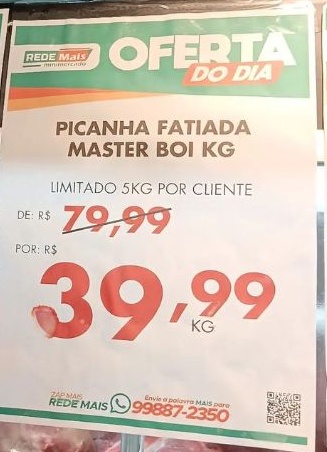 REDE Mais
minimercado
OFERTA
DO DIA
PICANHA FATIADA
MASTER BOI KG
LIMITADO 5KG POR CLIENTE
DE: R$ 79,99
POR: R$
39,99
KG
ZAP MAIS
REDE MAIS
Envie a palavra MAIS para
99887-2350